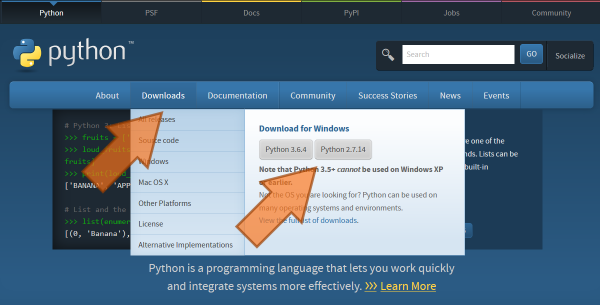 Python
PSF
Docs
PyPI
Jobs
Community
python™
Search
GO
Socialize
About
Downloads
Documentation
Community
Success Stories
News
Events
All releases
Source code
Windows
Mac OS X
Other Platforms
License
Alternative Implementations
Download for Windows
Python 3.6.4
Python 2.7.14
Note that Python 3.5+ cannot be used on Windows XP
or earlier.
Not the OS you are looking for? Python can be used on
many operating systems and environments.
View the full list of downloads.
# Python 3:
>>> fruits =
>>> loud
fruits
>>> print(
['BANANA', 'APP
# List and the
>>> list(enumer
[(0, 'Banana'),
one of the
nds. Lists can be
built-in
Python is a programming language that lets you work quickly
and integrate systems more effectively. >>> Learn More